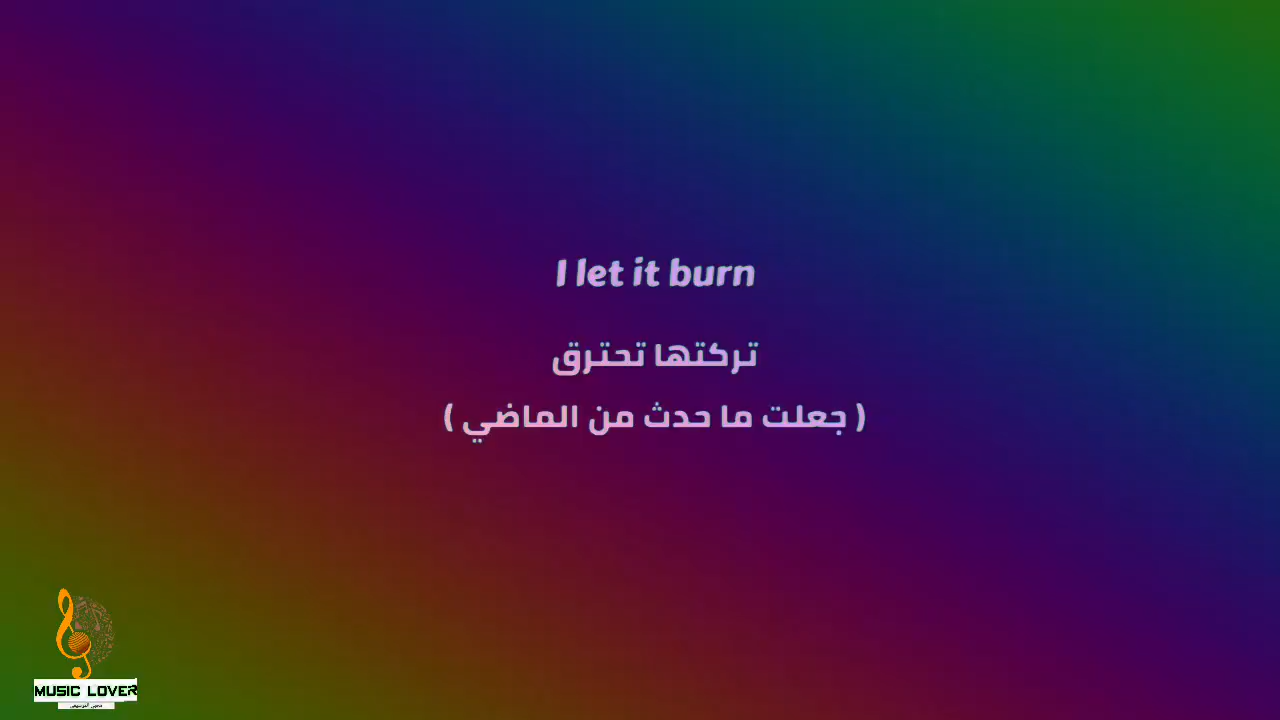 I let it burn
تركتها تحترق
( جعلت ما حدث من الماضي )
MUSIC LOVER